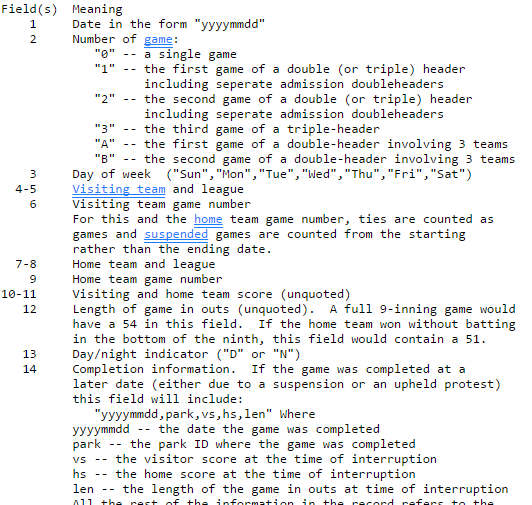 Field(s)  Meaning
    1     Date in the form "yyyymmdd"
    2     Number of game:
             "0" -- a single game
             "1" -- the first game of a double (or triple) header
                    including seperate admission doubleheaders
             "2" -- the second game of a double (or triple) header
                    including seperate admission doubleheaders
             "3" -- the third game of a triple-header
             "A" -- the first game of a double-header involving 3 teams
             "B" -- the second game of a double-header involving 3 teams
    3     Day of week  ("Sun","Mon","Tue","Wed","Thu","Fri","Sat")
  4-5     Visiting team and league
    6     Visiting team game number
          For this and the home team game number, ties are counted as
          games and suspended games are counted from the starting
          rather than the ending date.
  7-8     Home team and league
    9     Home team game number
10-11     Visiting and home team score (unquoted)
   12     Length of game in outs (unquoted).  A full 9-inning game would
          have a 54 in this field.  If the home team won without batting
          in the bottom of the ninth, this field would contain a 51.
   13     Day/night indicator ("D" or "N")
   14     Completion information.  If the game was completed at a
          later date (either due to a suspension or an upheld protest)
          this field will include:
             "yyyymmdd,park,vs,hs,len" Where
          yyyymmdd -- the date the game was completed
          park -- the park ID where the game was completed
          vs -- the visitor score at the time of interruption
          hs -- the home score at the time of interruption
          len -- the length of the game in outs at time of interruption
          All the rest of the information in the record refers to the